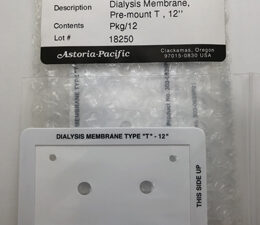 Description Dialysis Membrane,
Pre-mount T , 12''
Contents Pkg/12
Lot # 18250
Astoria-Pacific
Clackamas, Oregon
97015-0830 USA
DIALYSIS MEMBRANE TYPE "T" - 12"
THIS SIDE UP